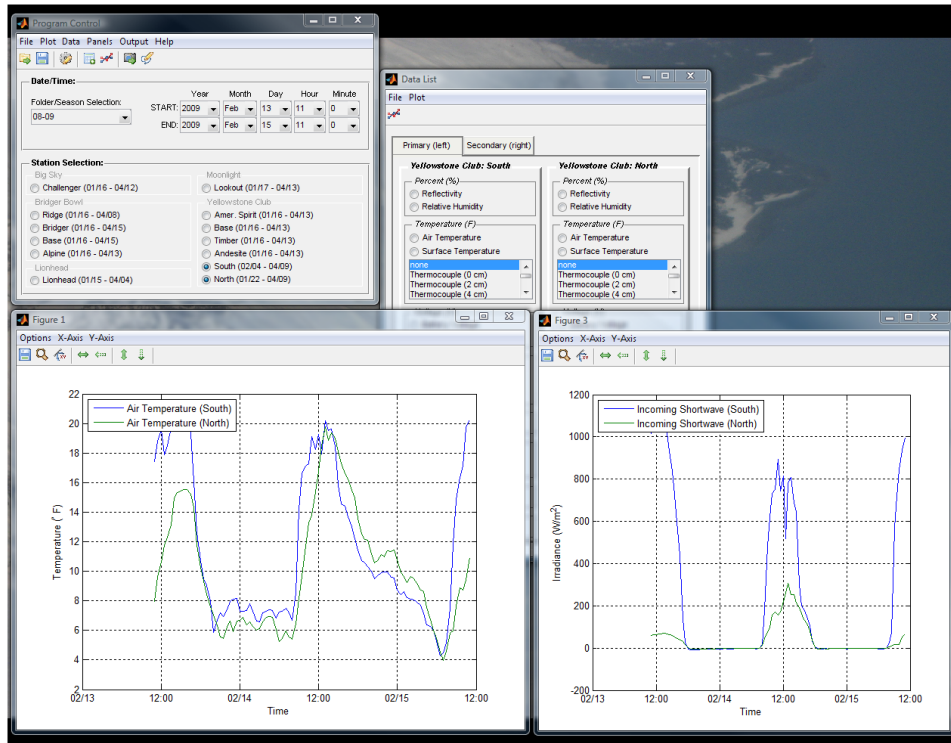 Program Control
File Plot Data Panels Output Help
Date/Time:
Folder/Season Selection:
08-09
Year Month Day Hour Minute
START: 2009 Feb 13 11 0
END: 2009 Feb 15 11 0
Station Selection:
Big Sky
Challenger (01/16 - 04/12)
Bridger Bowl
Ridge (01/16 - 04/08)
Bridger (01/16 - 04/15)
Base (01/16 - 04/15)
Alpine (01/16 - 04/13)
Lionhead
Lionhead (01/15 - 04/04)
Moonlight
Lookout (01/17 - 04/13)
Yellowstone Club
Amer. Spirit (01/16 - 04/13)
Base (01/16 - 04/13)
Timber (01/16 - 04/13)
Andesite (01/16 - 04/13)
South (02/04 - 04/09)
North (01/22 - 04/09)
Data List
File Plot
Primary (left) Secondary (right)
Yellowstone Club: South
Percent (%)
Reflectivity
Relative Humidity
Temperature (F)
Air Temperature
Surface Temperature
none
Thermocouple (0 cm)
Thermocouple (2 cm)
Thermocouple (4 cm)
Yellowstone Club: North
Percent (%)
Reflectivity
Relative Humidity
Temperature (F)
Air Temperature
Surface Temperature
none
Thermocouple (0 cm)
Thermocouple (2 cm)
Thermocouple (4 cm)
Figure 1
Options X-Axis Y-Axis
Air Temperature (South)
Air Temperature (North)
Temperature (°F)
22
20
18
16
14
12
10
8
6
4
2
02/13 12:00 02/14 12:00 02/15 12:00
Time
Figure 3
Options X-Axis Y-Axis
Incoming Shortwave (South)
Incoming Shortwave (North)
Irradiance (W/m²)
1200
1000
800
600
400
200
0
-200
02/13 12:00 02/14 12:00 02/15 12:00
Time